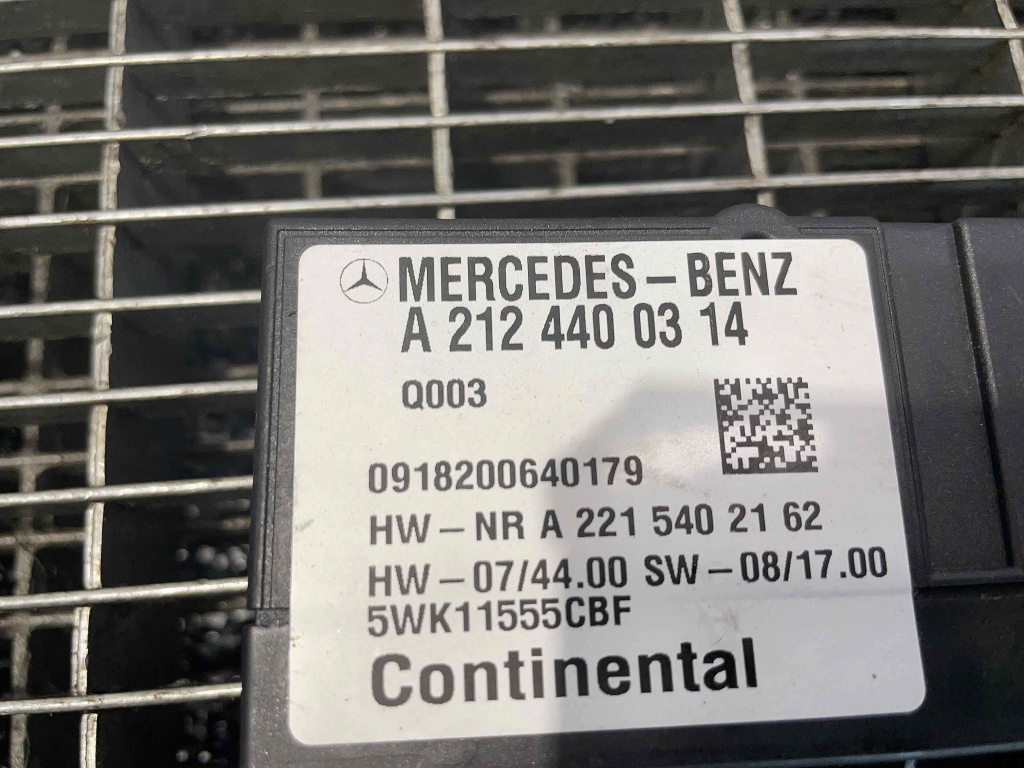 MERCEDES-BENZ
A 212 440 03 14
Q003
0918200640179
HW-NR A 221 540 21 62
HW-07/44.00 SW-08/17.00
5WK11555CBF
Continental